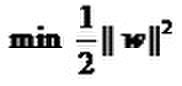 min 1/2 ‖w‖²